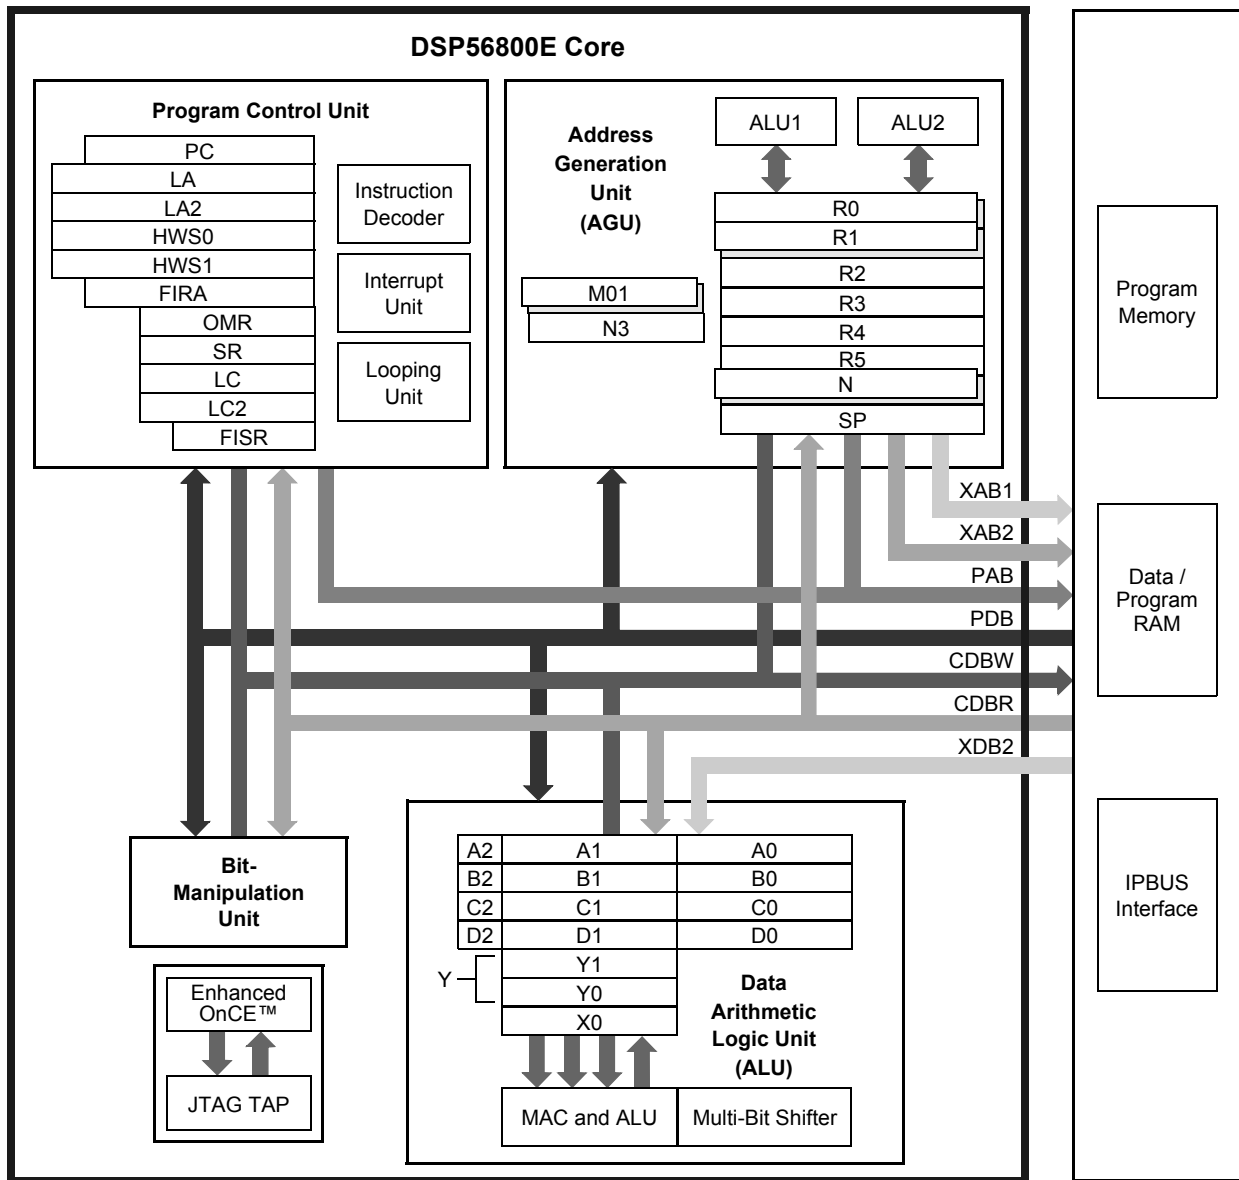 DSP56800E Core
Program Control Unit
PC
LA
LA2
HWS0
HWS1
FIRA
OMR
SR
LC
LC2
FISR
Instruction
Decoder
Interrupt
Unit
Looping
Unit
Address
Generation
Unit
(AGU)
ALU1
ALU2
R0
R1
R2
R3
R4
R5
N
SP
M01
N3
XAB1
XAB2
PAB
PDB
CDBW
CDBR
XDB2
Program
Memory
Data /
Program
RAM
IPBUS
Interface
Bit-
Manipulation
Unit
Enhanced
OnCE™
JTAG TAP
A2 A1 A0
B2 B1 B0
C2 C1 C0
D2 D1 D0
Y
Y1
Y0
X0
Data
Arithmetic
Logic Unit
(ALU)
MAC and ALU
Multi-Bit Shifter